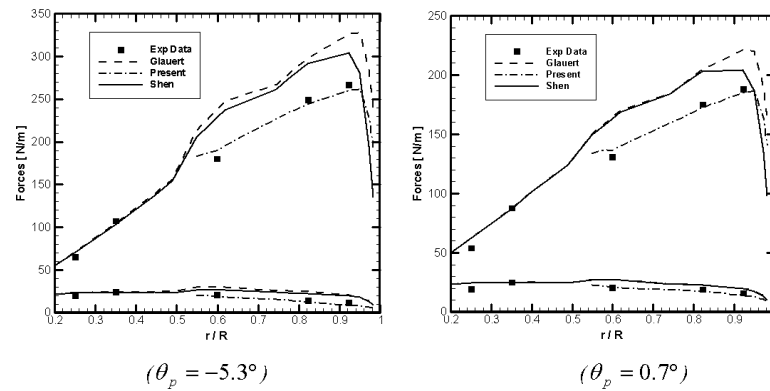 350
300
250
200
150
100
50
0
Forces [N/m]
Exp Data
Glauert
Present
Shen
0.2 0.3 0.4 0.5 0.6 0.7 0.8 0.9 1
r / R
(θp = −5.3°)
250
200
150
100
50
0
Forces [N/m]
Exp Data
Glauert
Present
Shen
0.2 0.3 0.4 0.5 0.6 0.7 0.8 0.9
r / R
(θp = 0.7°)